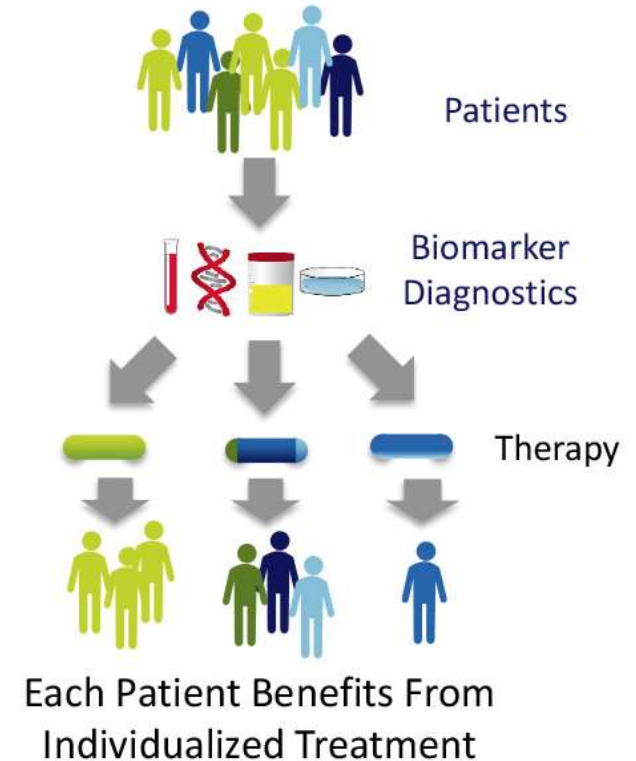 Patients
Biomarker
Diagnostics
Therapy
Each Patient Benefits From
Individualized Treatment